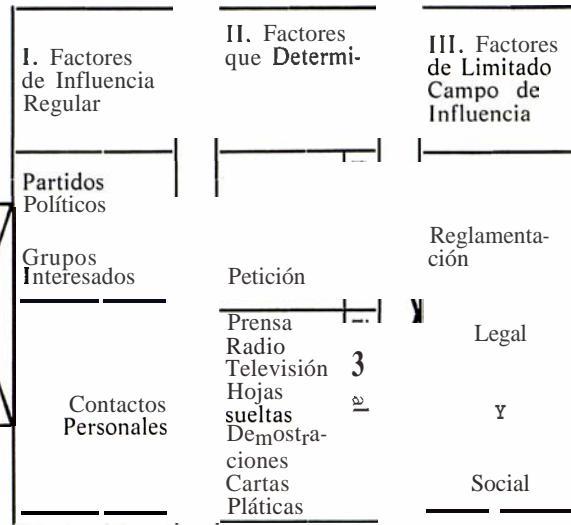 I. Factores
de Influencia
Regular
II. Factores
que Determi-
III. Factores
de Limitado
Campo de
Influencia
Partidos
Políticos
Grupos
Interesados
Contactos
Personales
Petición
Prensa
Radio
Televisión
Hojas
sueltas
Demostra-
ciones
Cartas
Pláticas
3
Reglamenta-
ción
Legal
Y
Social